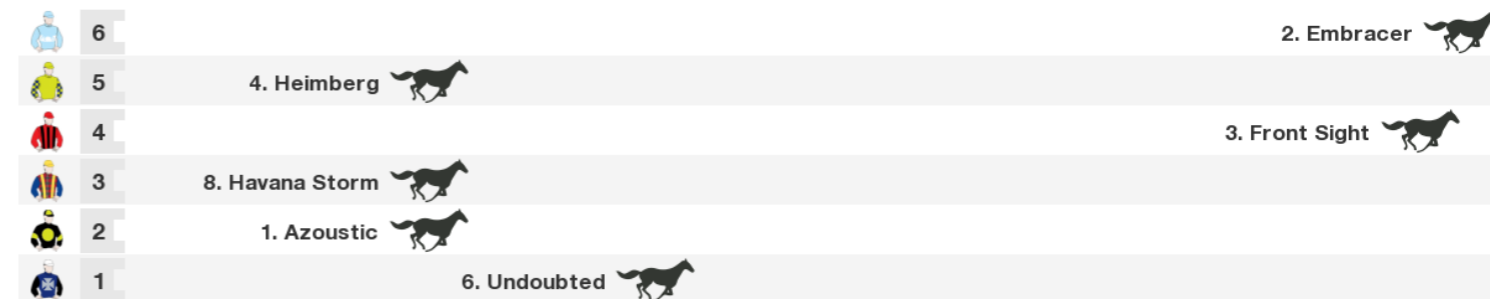 6 2. Embracer
5 4. Heimberg
4 3. Front Sight
3 8. Havana Storm
2 1. Azoustic
1 6. Undoubted